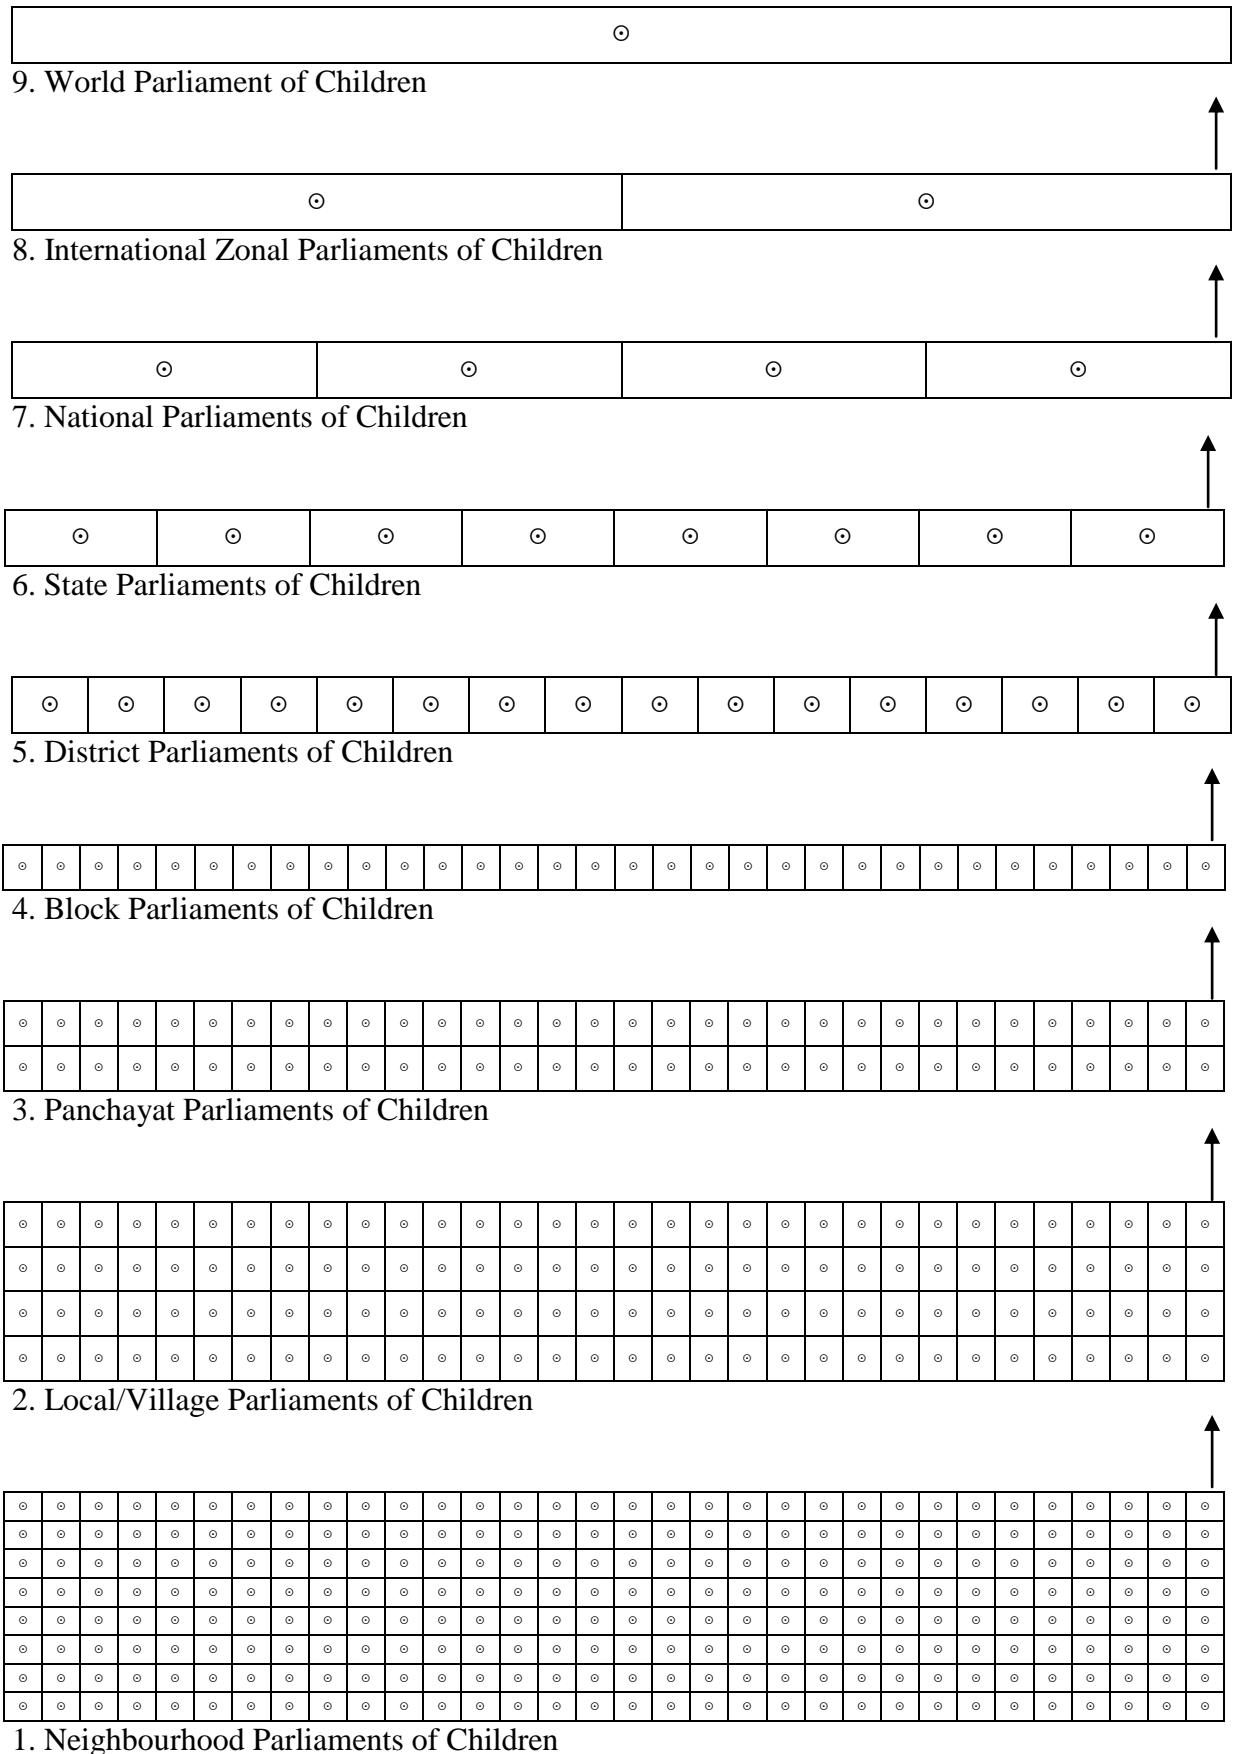 9. World Parliament of Children
8. International Zonal Parliaments of Children
7. National Parliaments of Children
6. State Parliaments of Children
5. District Parliaments of Children
4. Block Parliaments of Children
3. Panchayat Parliaments of Children
2. Local/Village Parliaments of Children
1. Neighbourhood Parliaments of Children